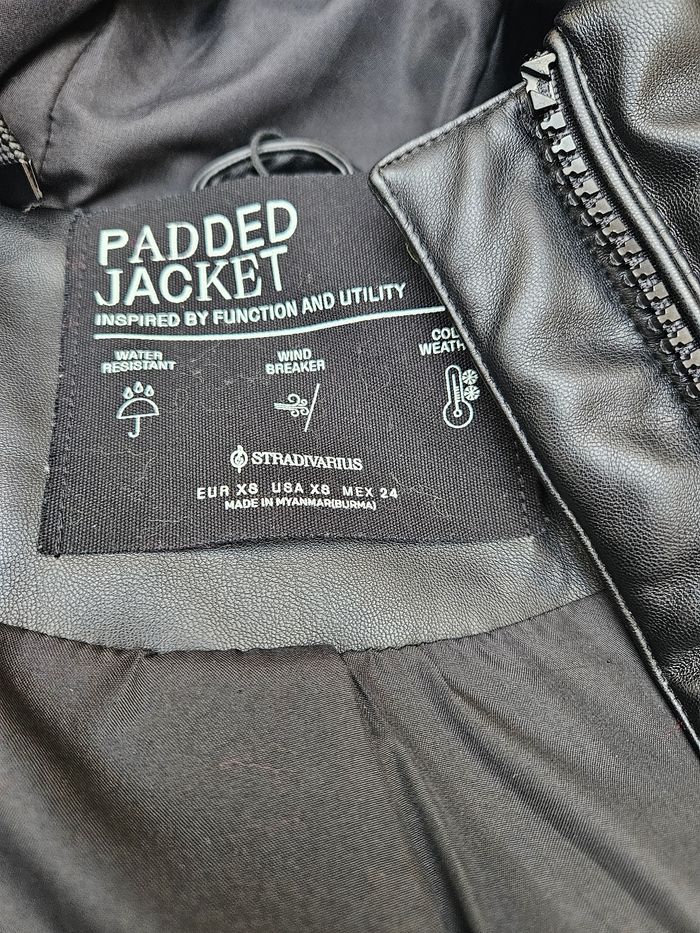 PADDED
JACKET
INSPIRED BY FUNCTION AND UTILITY
WATER
RESISTANT
WIND
BREAKER
COL
WEATH
STRADIVARIUS
EUR XS USA XS MEX 24
MADE IN MYANMAR(BURMA)